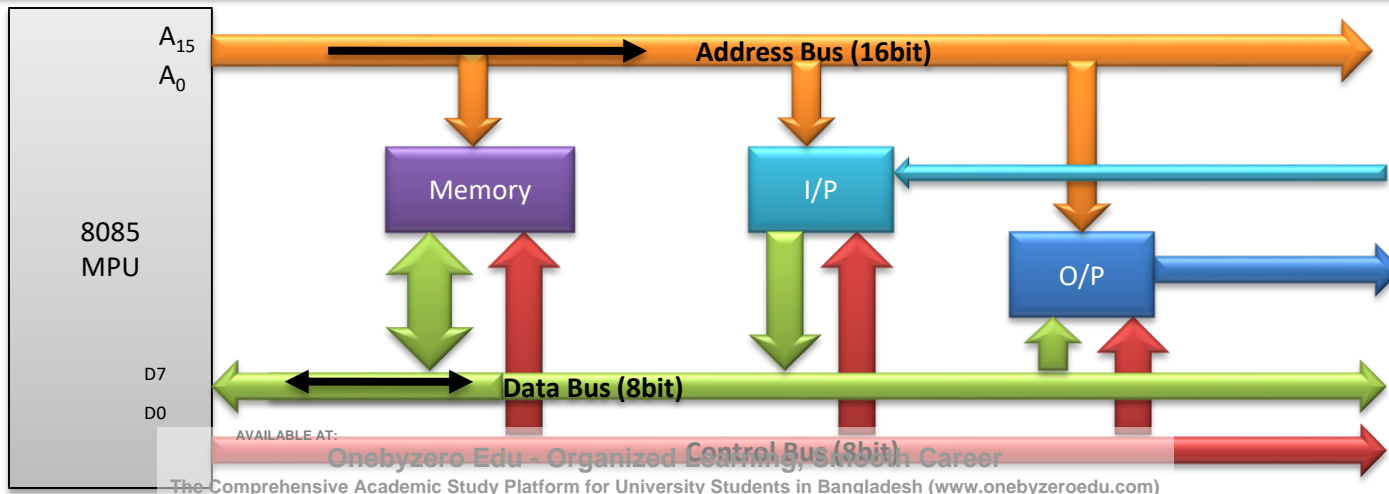 A15
Address Bus (16bit)
A0
Memory
I/P
8085
MPU
O/P
D7
Data Bus (8bit)
D0
AVAILABLE AT:
Control Bus (8bit)
Onebyzero Edu - Organized Learning, Smooth Career
The Comprehensive Academic Study Platform for University Students in Bangladesh (www.onebyzeroedu.com)